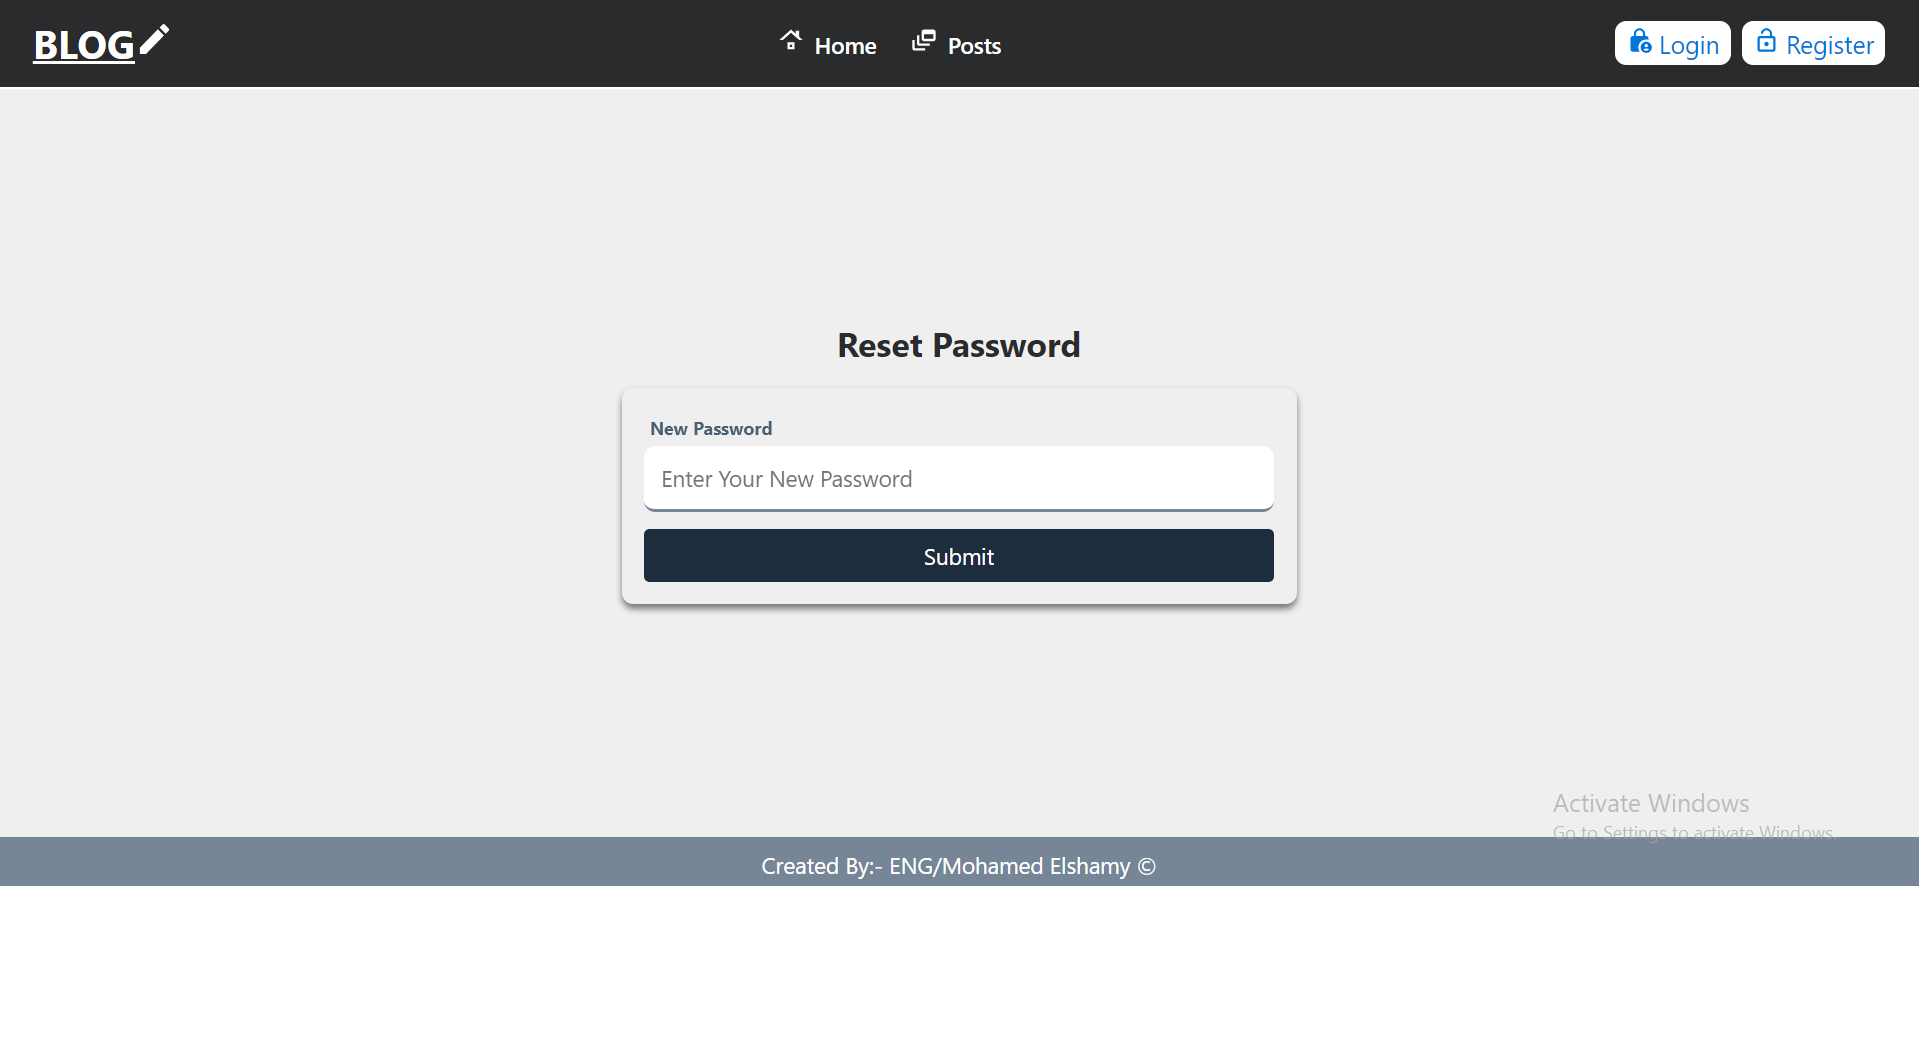 BLOG
Home
Posts
Login
Register
Reset Password
New Password
Enter Your New Password
Submit
Activate Windows
Go to Settings to activate Windows.
Created By:- ENG/Mohamed Elshamy ©